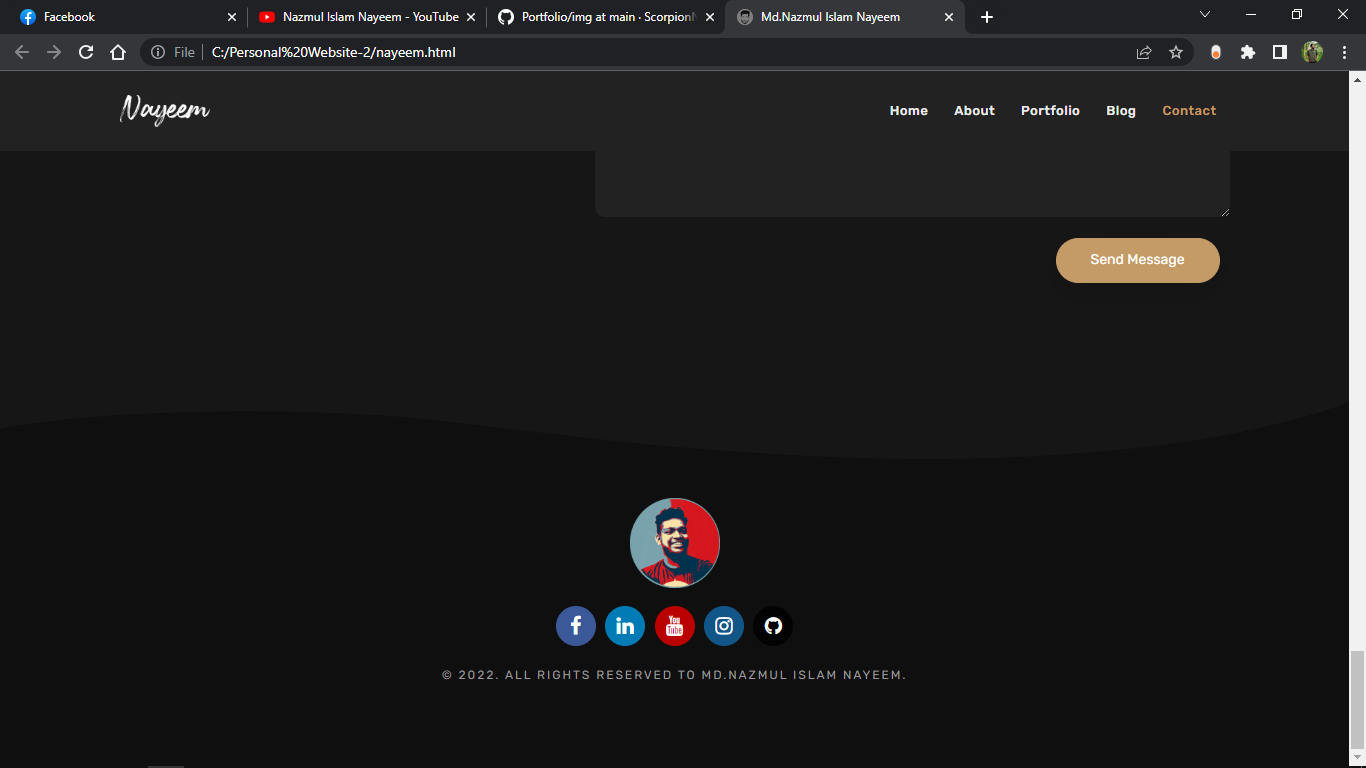 Facebook
Nazmul Islam Nayeem - YouTube
Portfolio/img at main · Scorpion
Md.Nazmul Islam Nayeem
File
C:/Personal%20Website-2/nayeem.html
Nayeem
Home
About
Portfolio
Blog
Contact
Send Message
You
Tube
© 2022. ALL RIGHTS RESERVED TO MD.NAZMUL ISLAM NAYEEM.